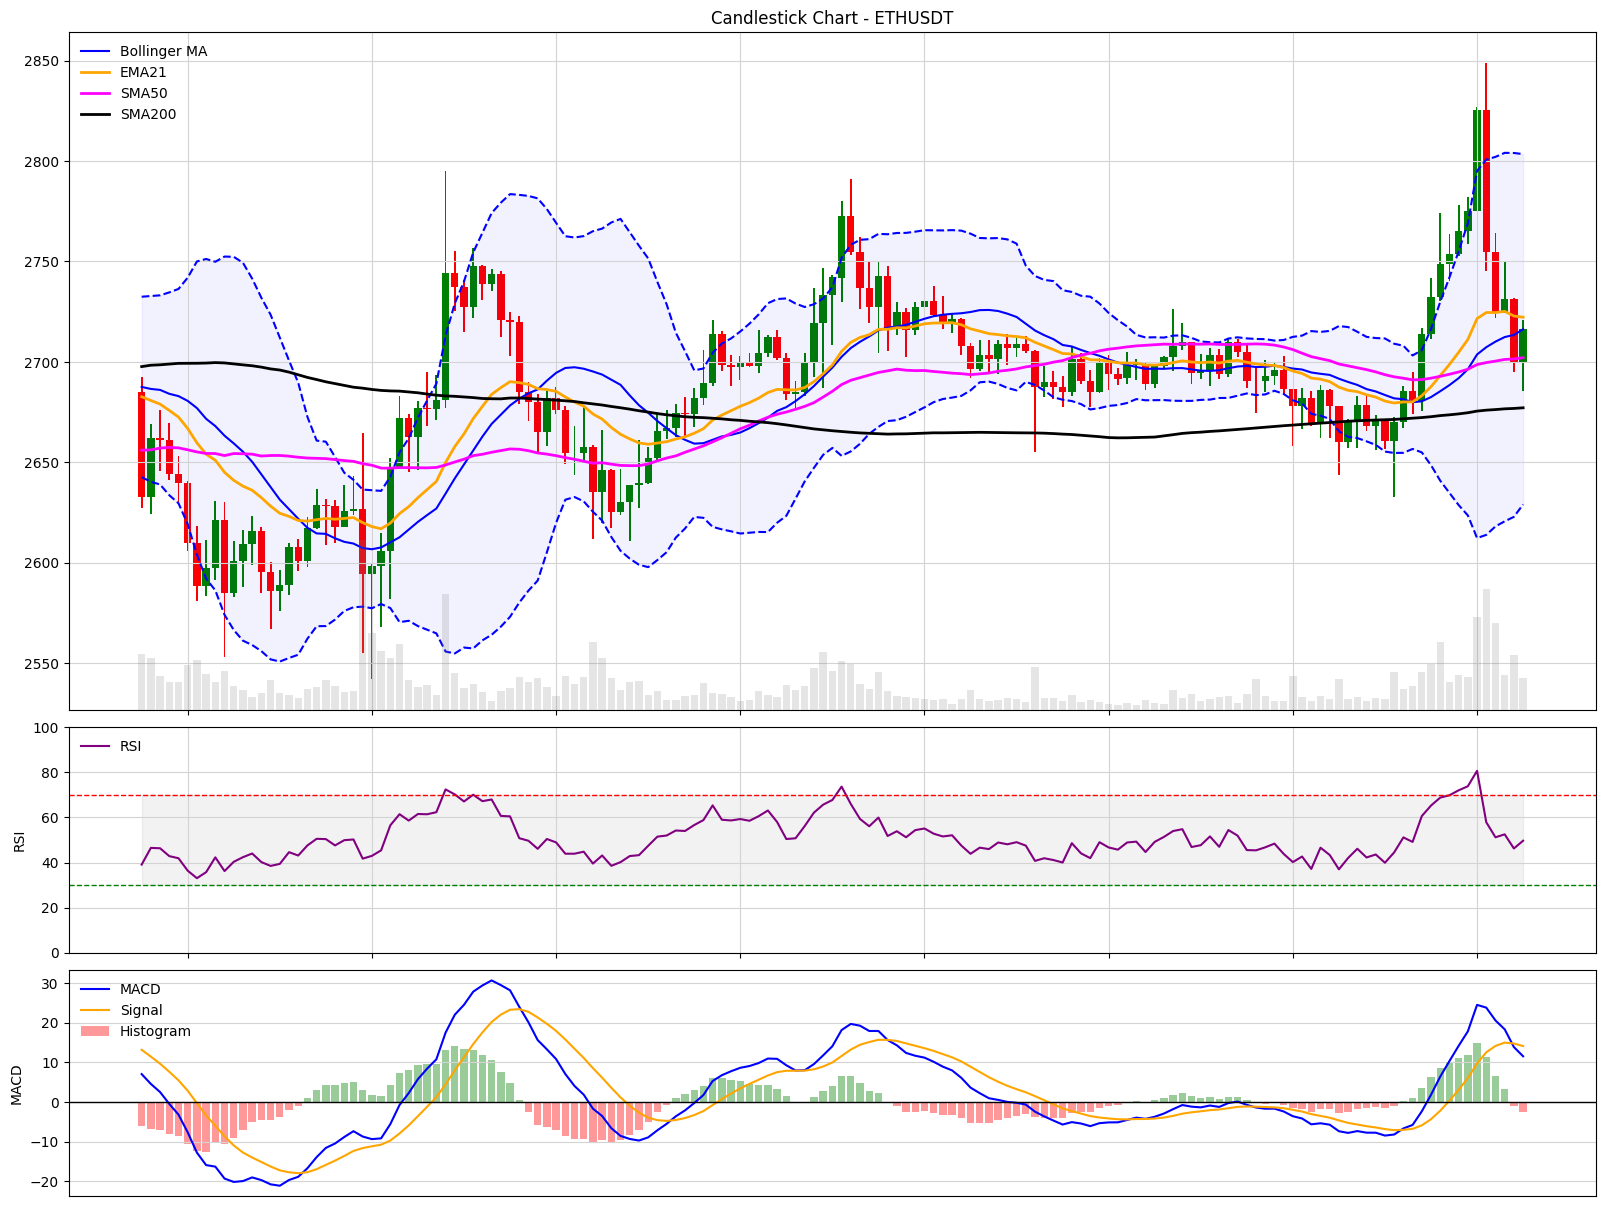 Candlestick Chart - ETHUSDT
Bollinger MA
EMA21
SMA50
SMA200
2850
2800
2750
2700
2650
2600
2550
RSI
100
80
60
40
20
0
RSI
MACD
Signal
Histogram
30
20
10
0
−10
−20
MACD